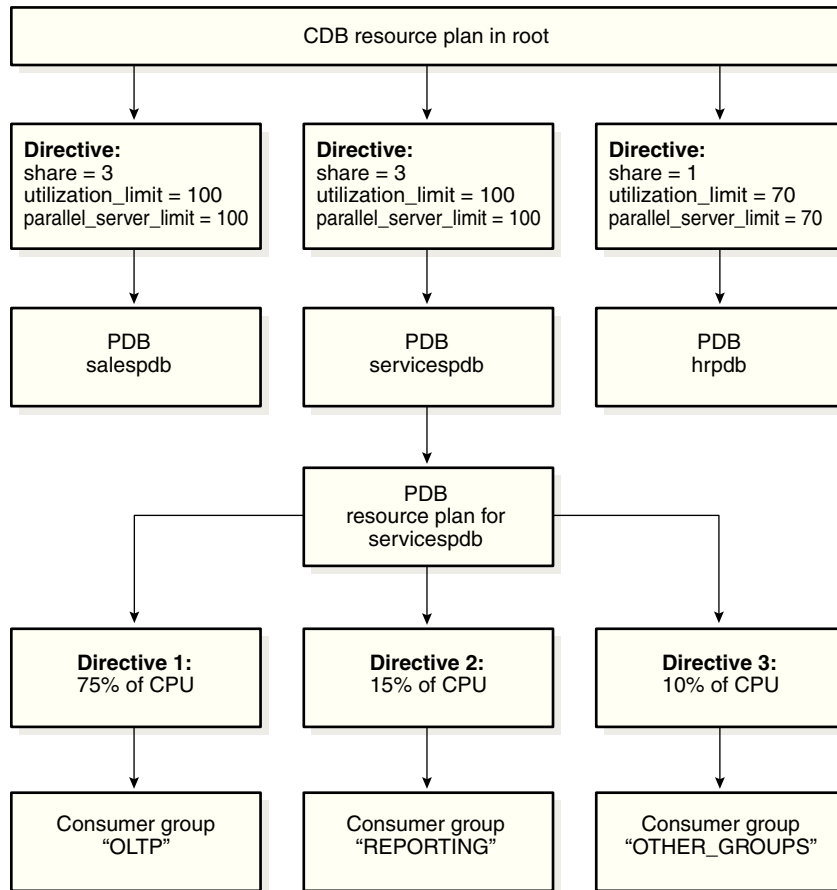 CDB resource plan in root
Directive:
share = 3
utilization_limit = 100
parallel_server_limit = 100
Directive:
share = 3
utilization_limit = 100
parallel_server_limit = 100
Directive:
share = 1
utilization_limit = 70
parallel_server_limit = 70
PDB
salespdb
PDB
servicespdb
PDB
hrpdb
PDB
resource plan for
servicespdb
Directive 1:
75% of CPU
Directive 2:
15% of CPU
Directive 3:
10% of CPU
Consumer group
“OLTP”
Consumer group
“REPORTING”
Consumer group
“OTHER_GROUPS”